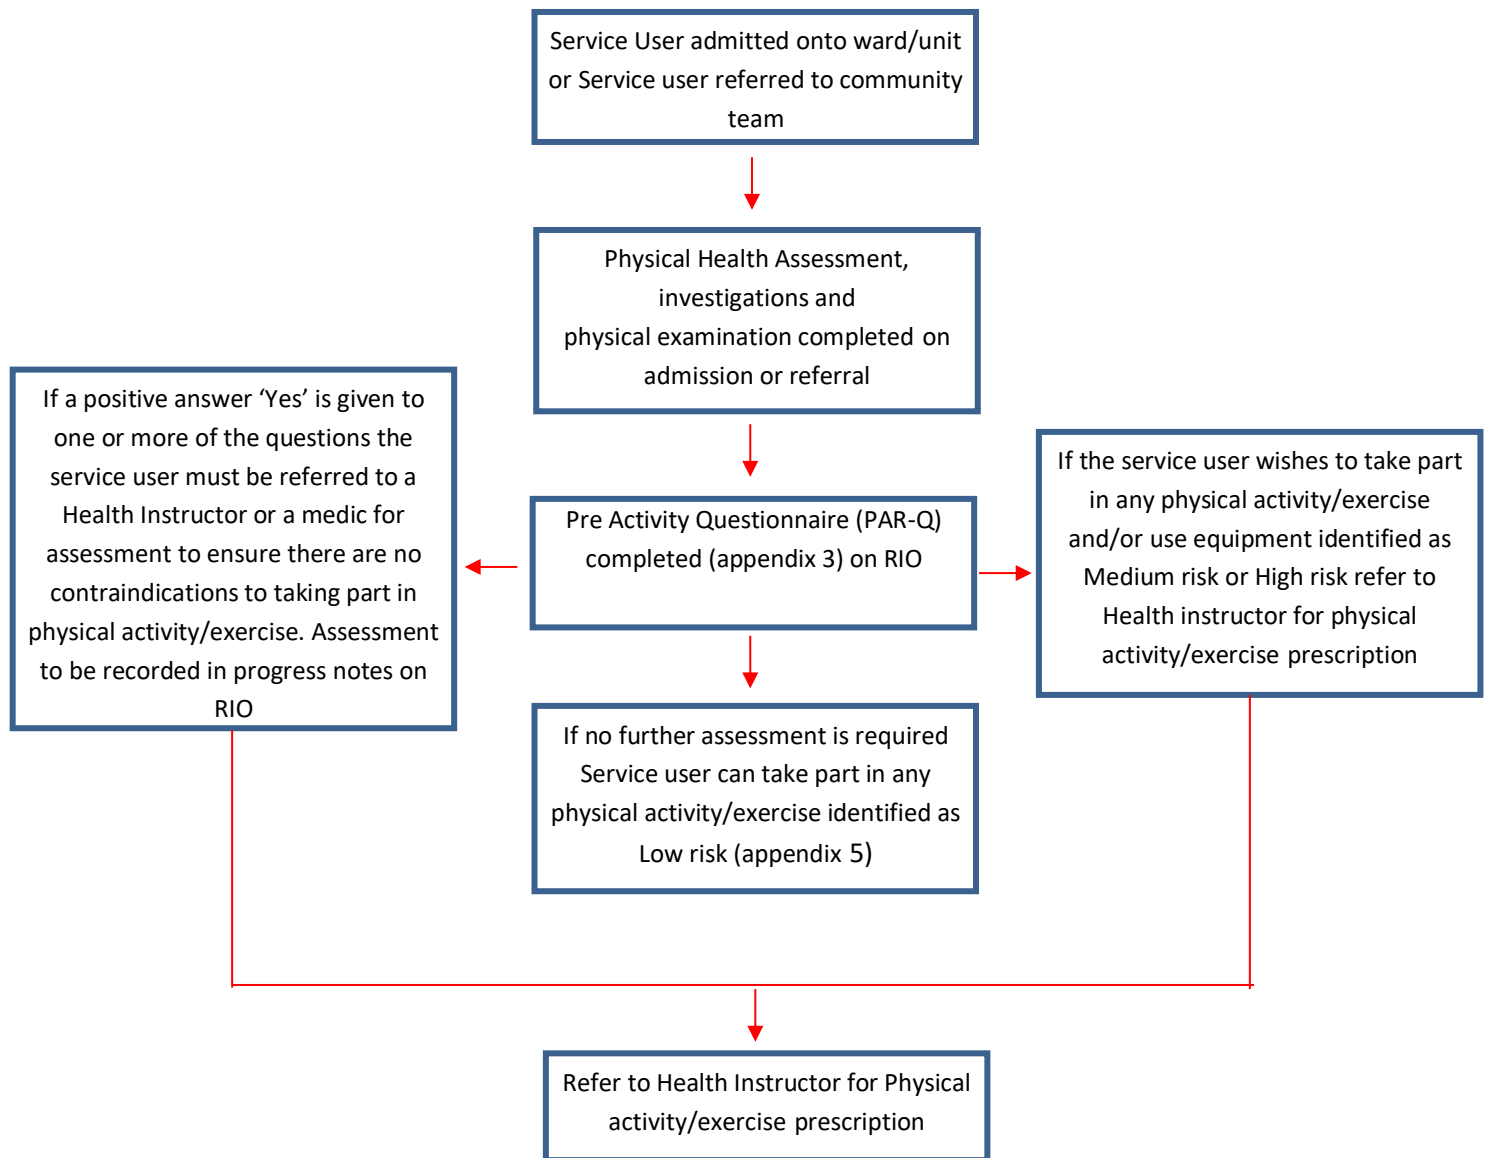 Service User admitted onto ward/unit
or Service user referred to community
team
Physical Health Assessment,
investigations and
physical examination completed on
admission or referral
If a positive answer ‘Yes’ is given to
one or more of the questions the
service user must be referred to a
Health Instructor or a medic for
assessment to ensure there are no
contraindications to taking part in
physical activity/exercise. Assessment
to be recorded in progress notes on
RIO
Pre Activity Questionnaire (PAR-Q)
completed (appendix 3) on RIO
If the service user wishes to take part
in any physical activity/exercise
and/or use equipment identified as
Medium risk or High risk refer to
Health instructor for physical
activity/exercise prescription
If no further assessment is required
Service user can take part in any
physical activity/exercise identified as
Low risk (appendix 5)
Refer to Health Instructor for Physical
activity/exercise prescription